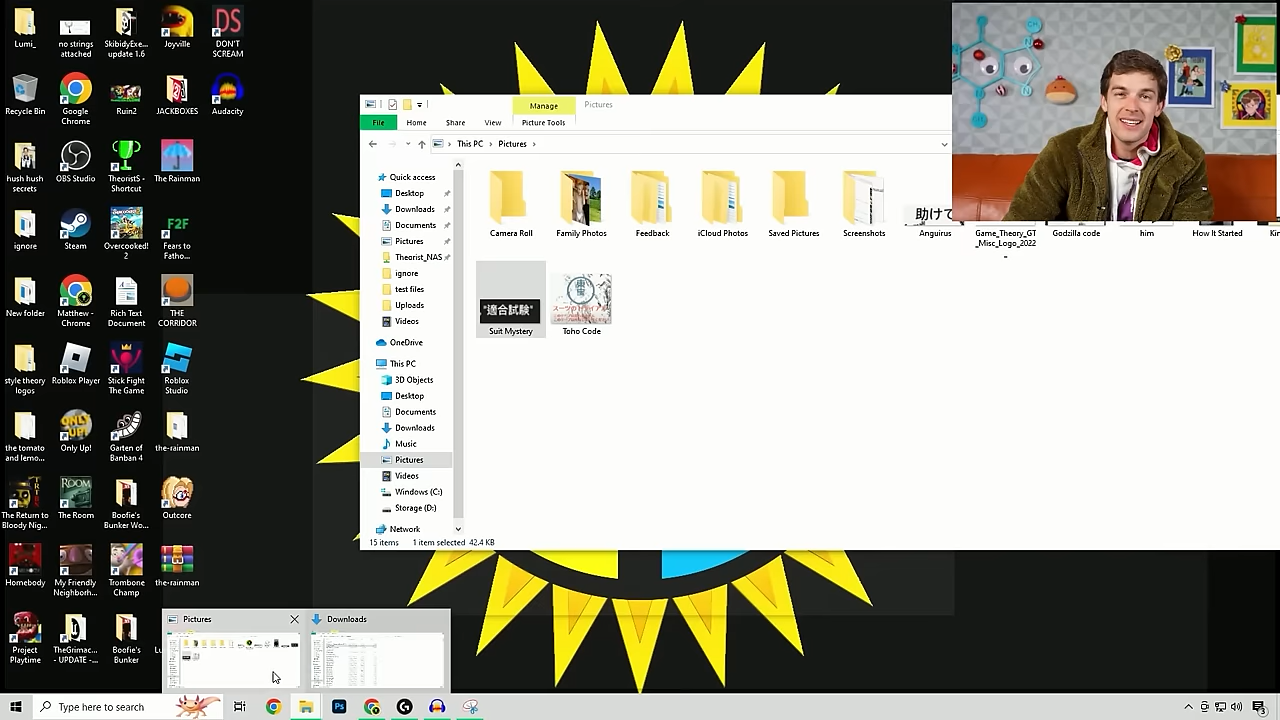 Lumi_
no strings
attached
SkibidyExe...
update 1.6
Joyville
DS
DON'T
SCREAM
Recycle Bin
Google
Chrome
Ruin2
JACKBOXES
Audacity
hush hush
secrets
OBS Studio
TheoristS -
Shortcut
The Rainman
ignore
Steam
Overcooked!
2
F2F
Fears to
Fatho...
New folder
Matthew -
Chrome
Rich Text
Document
THE
CORRIDOR
style theory
logos
Roblox Player
Stick Fight
The Game
Roblox
Studio
the tomato
and lemo...
ONLY
UP!
Only Up!
Garten of
Banban 4
the-rainman
The Return to
Bloody Nig...
ROOM
The Room
Boofie's
Bunker Wo...
Outcore
Homebody
My Friendly
Neighborh...
Trombone
Champ
the-rainman
Project
Playtime
TheGame -
UPDATE -...
Boofie's
Bunker
Manage
Pictures
File
Home
Share
View
Picture Tools
This PC
Pictures
Quick access
Desktop
Downloads
Documents
Pictures
Theorist_NAS
ignore
test files
Uploads
Videos
OneDrive
This PC
3D Objects
Desktop
Documents
Downloads
Music
Pictures
Videos
Windows (C:)
Storage (D:)
Network
Camera Roll
Family Photos
Feedback
iCloud Photos
Saved Pictures
Screenshots
助けて
Anguirus
Game_Theory_GT
_Misc_Logo_2022
_
Godzilla code
him
How It Started
"適合試験"
Suit Mystery
Toho Code
15 items
1 item selected
42.4 KB
Pictures
Downloads
Type here to search
Ps